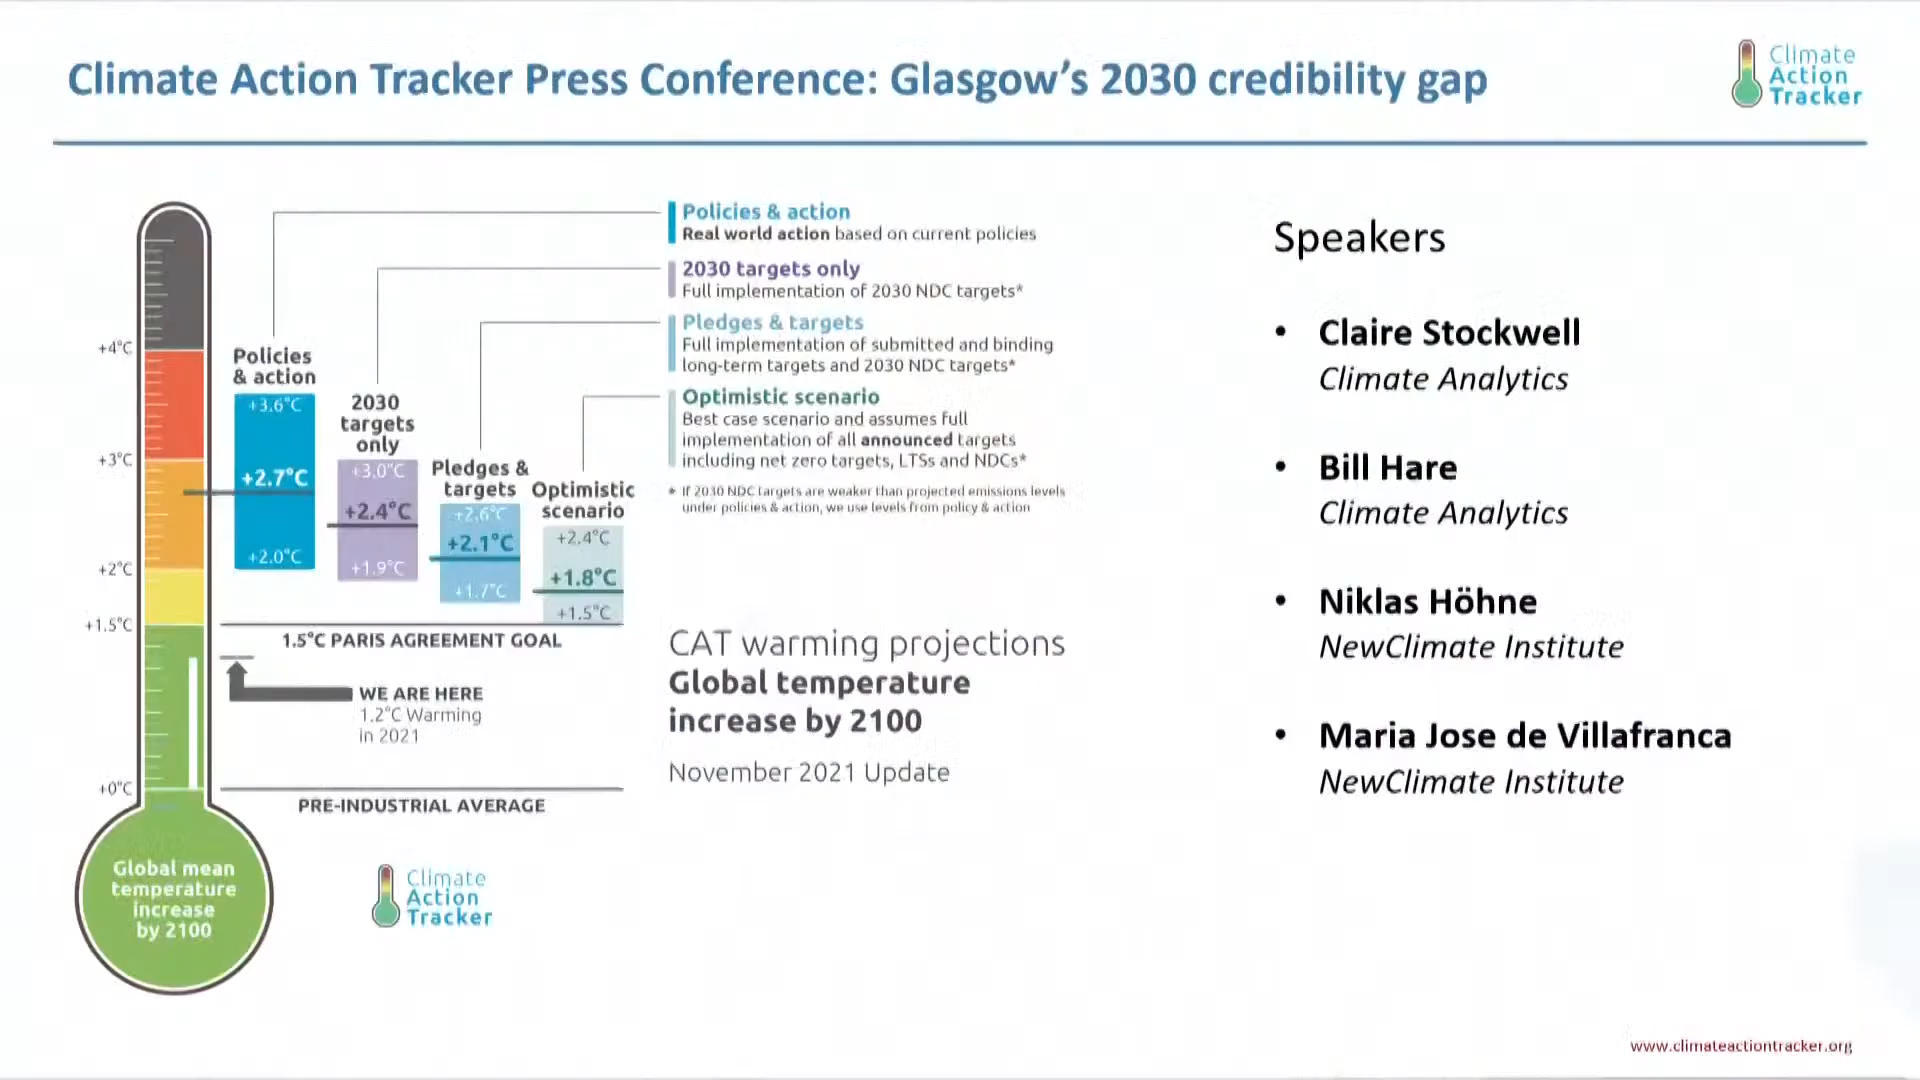 Climate Action Tracker Press Conference: Glasgow's 2030 credibility gap
Climate
Action
Tracker
+4°C
+3°C
+2°C
+1.5°C
+0°C
Policies
& action
+3.6°C
+2.7°C
+2.0°C
2030
targets
only
+3.0°C
+2.4°C
+1.9°C
Pledges &
targets
+2.6°C
+2.1°C
+1.7°C
Optimistic
scenario
+2.4°C
+1.8°C
+1.5°C
1.5°C PARIS AGREEMENT GOAL
WE ARE HERE
1.2°C Warming
in 2021
PRE-INDUSTRIAL AVERAGE
Global mean
temperature
increase
by 2100
Climate
Action
Tracker
Policies & action
Real world action based on current policies
2030 targets only
Full implementation of 2030 NDC targets*
Pledges & targets
Full implementation of submitted and binding
long-term targets and 2030 NDC targets*
Optimistic scenario
Best case scenario and assumes full
implementation of all announced targets
including net zero targets, LTSs and NDCs*
* If 2030 NDC targets are weaker than projected emissions levels
under policies & action, we use levels from policy & action
CAT warming projections
Global temperature
increase by 2100
November 2021 Update
Speakers
• Claire Stockwell
Climate Analytics
• Bill Hare
Climate Analytics
• Niklas Höhne
NewClimate Institute
• Maria Jose de Villafranca
NewClimate Institute
www.climateactiontracker.org